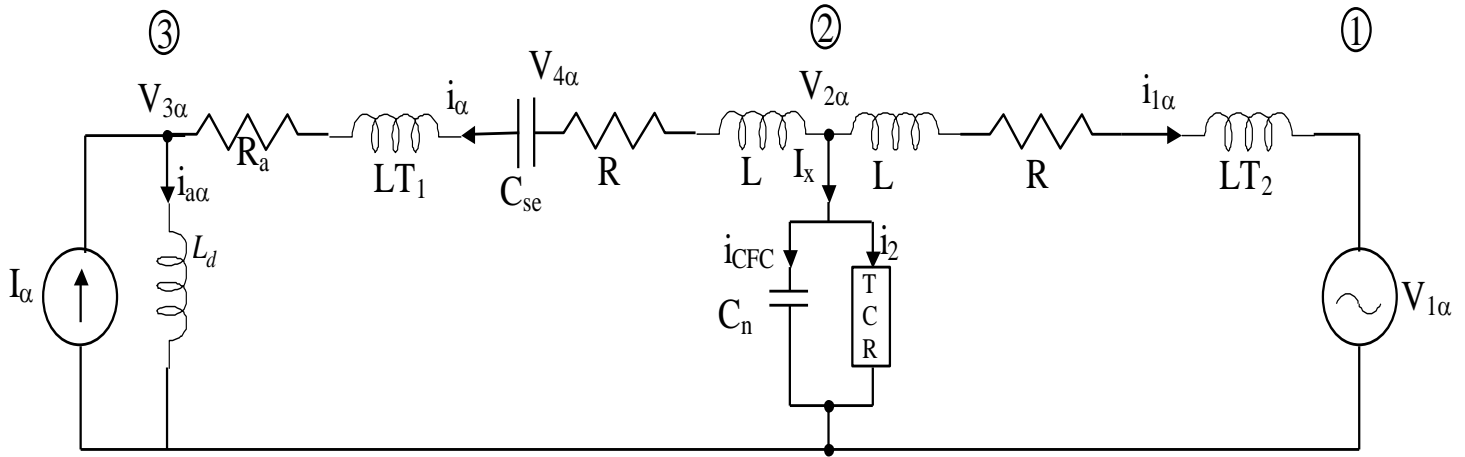 ③ ② ①
V₃α iα V₄α V₂α i₁α
Rₐ LT₁ Cse R L Iₓ L R LT₂
iₐα
L_d iCFC i₂
Iα Cₙ T C R V₁α